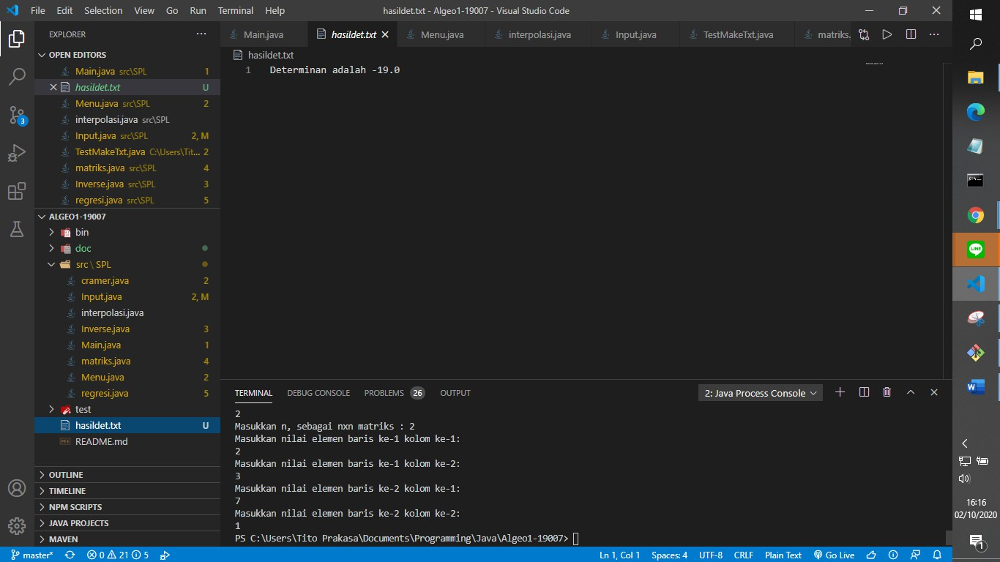 File Edit Selection View Go Run Terminal Help
hasildet.txt - Algeo1-19007 - Visual Studio Code
EXPLORER
OPEN EDITORS
Main.java src\SPL 1
hasildet.txt U
Menu.java src\SPL 2
interpolasi.java src\SPL
Input.java src\SPL 2, M
TestMakeTxt.java C:\Users\Tit... 2
matriks.java src\SPL 4
Inverse.java src\SPL 3
regresi.java src\SPL 5
ALGEO1-19007
bin
doc
src \ SPL
cramer.java 2
Input.java 2, M
interpolasi.java
Inverse.java 3
Main.java 1
matriks.java 4
Menu.java 2
regresi.java 5
test
hasildet.txt U
README.md
OUTLINE
TIMELINE
NPM SCRIPTS
JAVA PROJECTS
MAVEN
3
Main.java hasildet.txt Menu.java interpolasi.java Input.java TestMakeTxt.java matriks.
hasildet.txt
1 Determinan adalah -19.0
TERMINAL DEBUG CONSOLE PROBLEMS 26 OUTPUT
2: Java Process Console
2
Masukkan n, sebagai nxn matriks : 2
Masukkan nilai elemen baris ke-1 kolom ke-1:
2
Masukkan nilai elemen baris ke-1 kolom ke-2:
3
Masukkan nilai elemen baris ke-2 kolom ke-1:
7
Masukkan nilai elemen baris ke-2 kolom ke-2:
1
PS C:\Users\Tito Prakasa\Documents\Programming\Java\Algeo1-19007>
master* 0 21 5
Ln 1, Col 1 Spaces: 4 UTF-8 CRLF Plain Text Go Live
LINE
16:16
02/10/2020
1